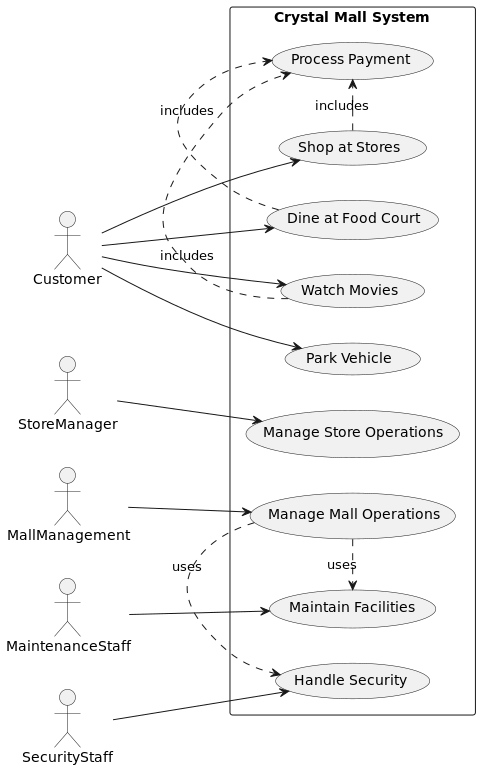 Crystal Mall System
Process Payment
includes
includes
Shop at Stores
Dine at Food Court
includes
Watch Movies
Customer
Park Vehicle
StoreManager
Manage Store Operations
Manage Mall Operations
MallManagement
uses
uses
Maintain Facilities
MaintenanceStaff
Handle Security
SecurityStaff